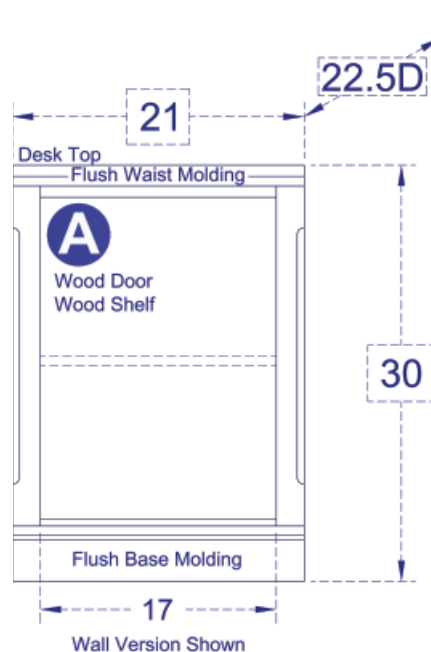 22.5D
21
Desk Top
Flush Waist Molding
A
Wood Door
Wood Shelf
30
Flush Base Molding
17
Wall Version Shown